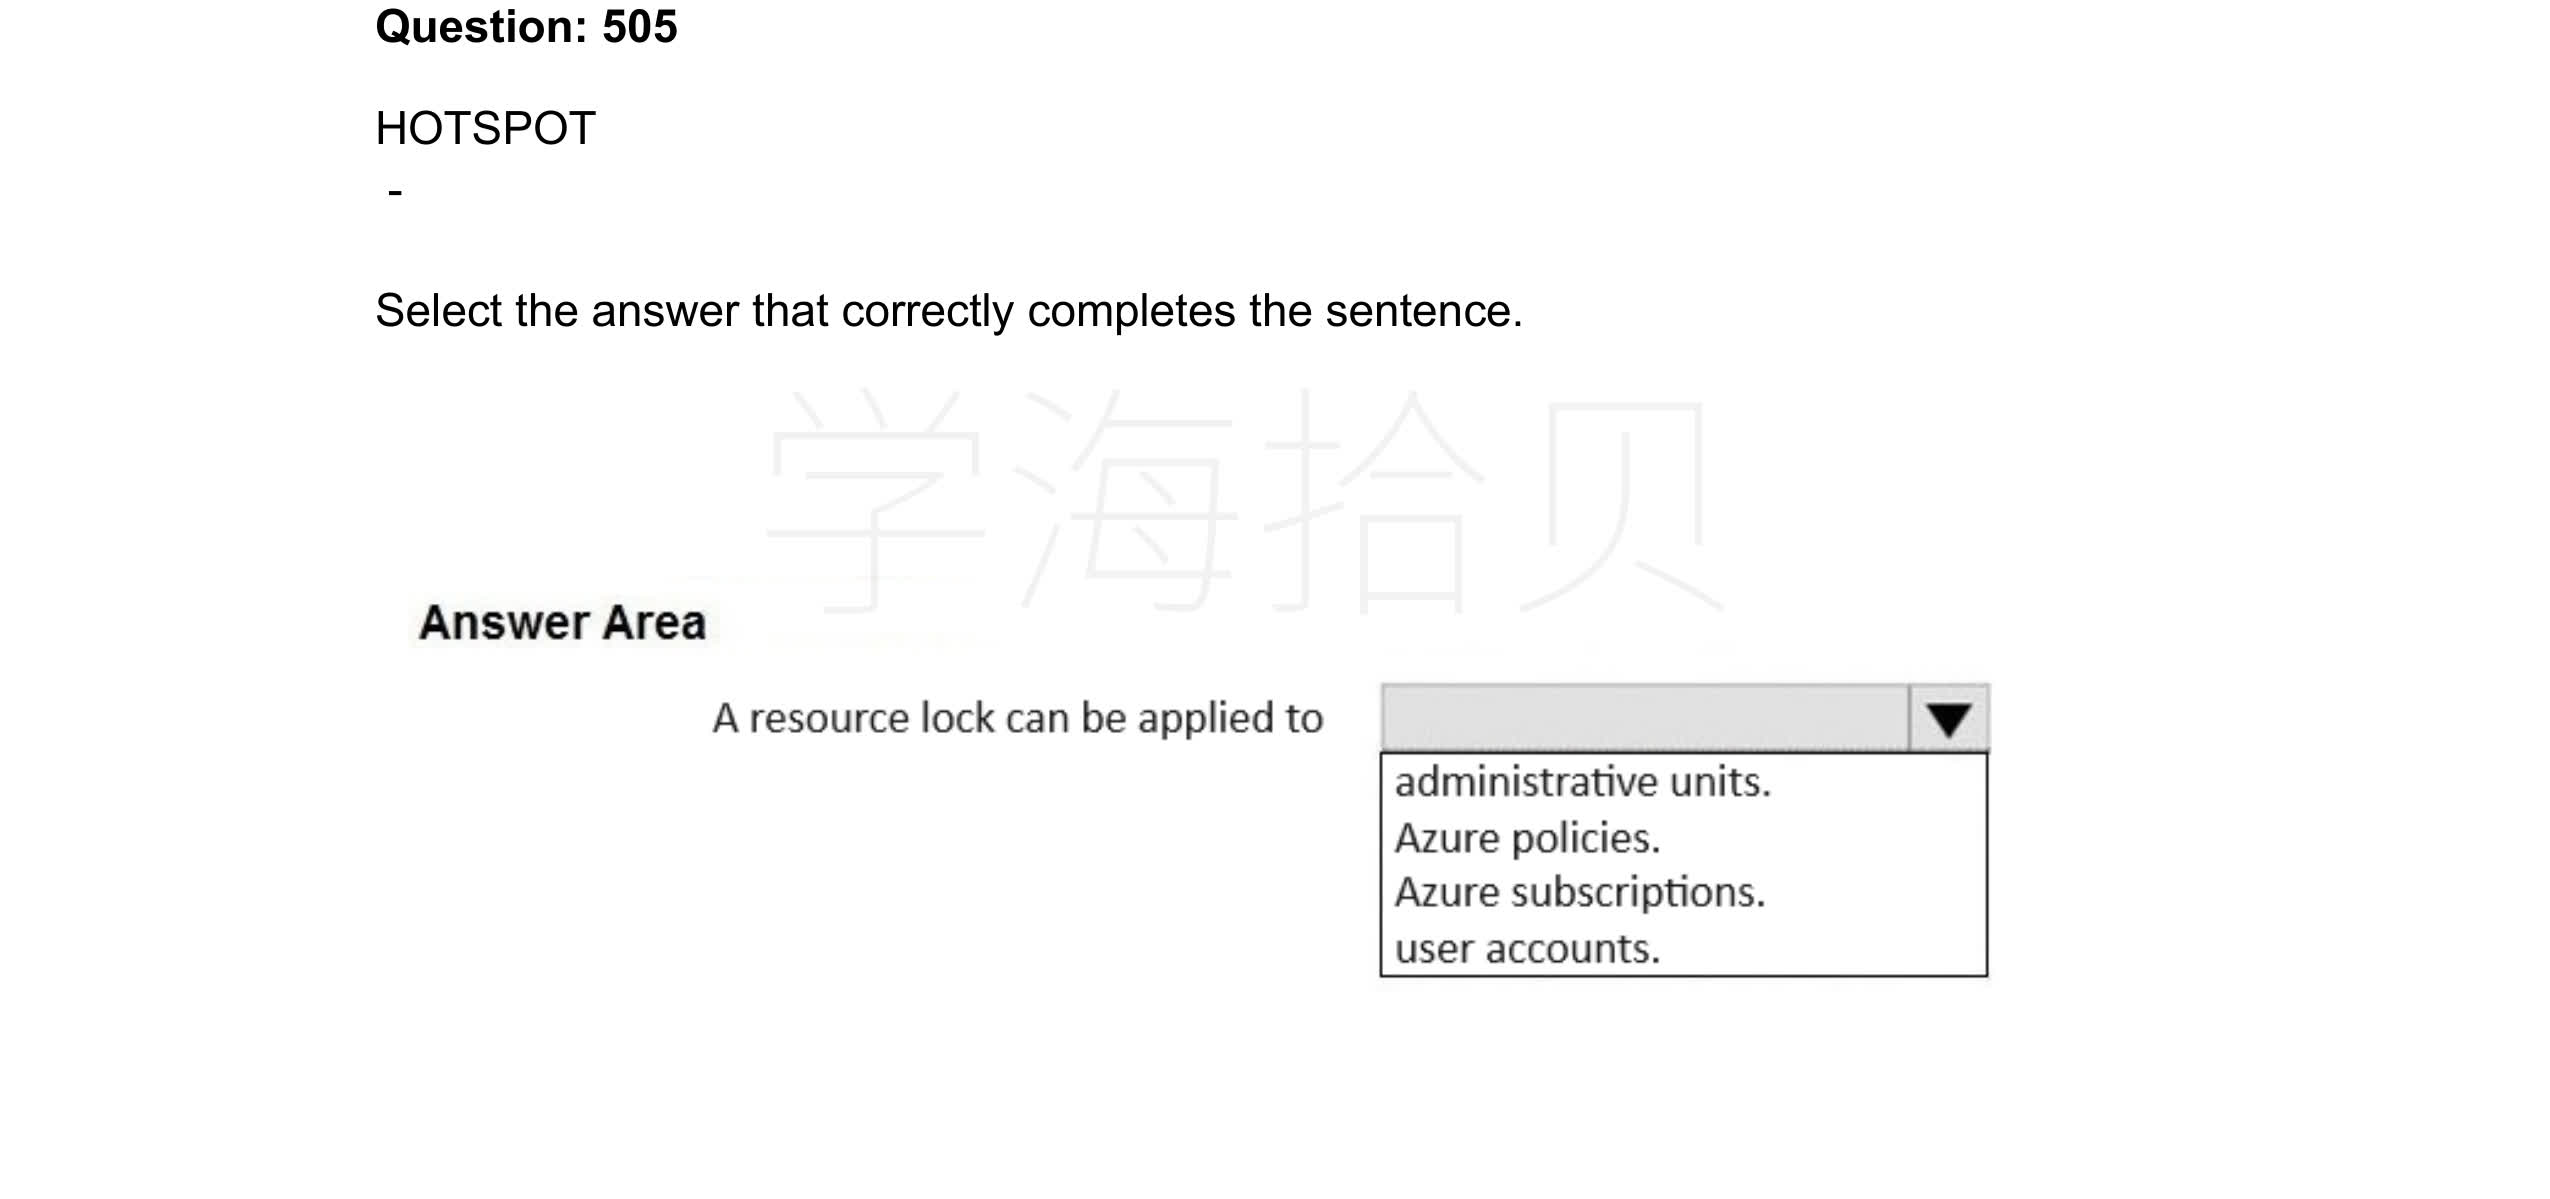 Question: 505
HOTSPOT
-
Select the answer that correctly completes the sentence.
学海拾贝
Answer Area
A resource lock can be applied to
administrative units.
Azure policies.
Azure subscriptions.
user accounts.